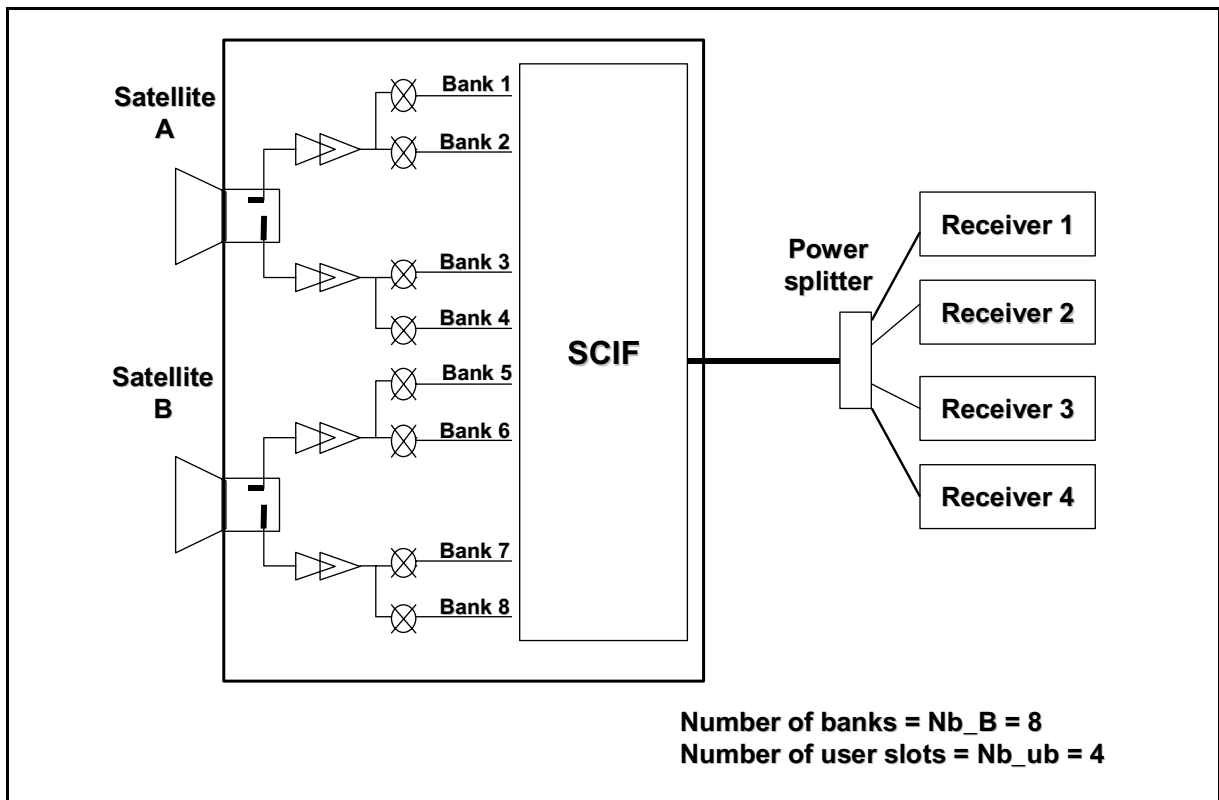 Satellite
A
Bank 1
Bank 2
Bank 3
Bank 4
Satellite
B
Bank 5
Bank 6
Bank 7
Bank 8
SCIF
Power
splitter
Receiver 1
Receiver 2
Receiver 3
Receiver 4
Number of banks = Nb_B = 8
Number of user slots = Nb_ub = 4